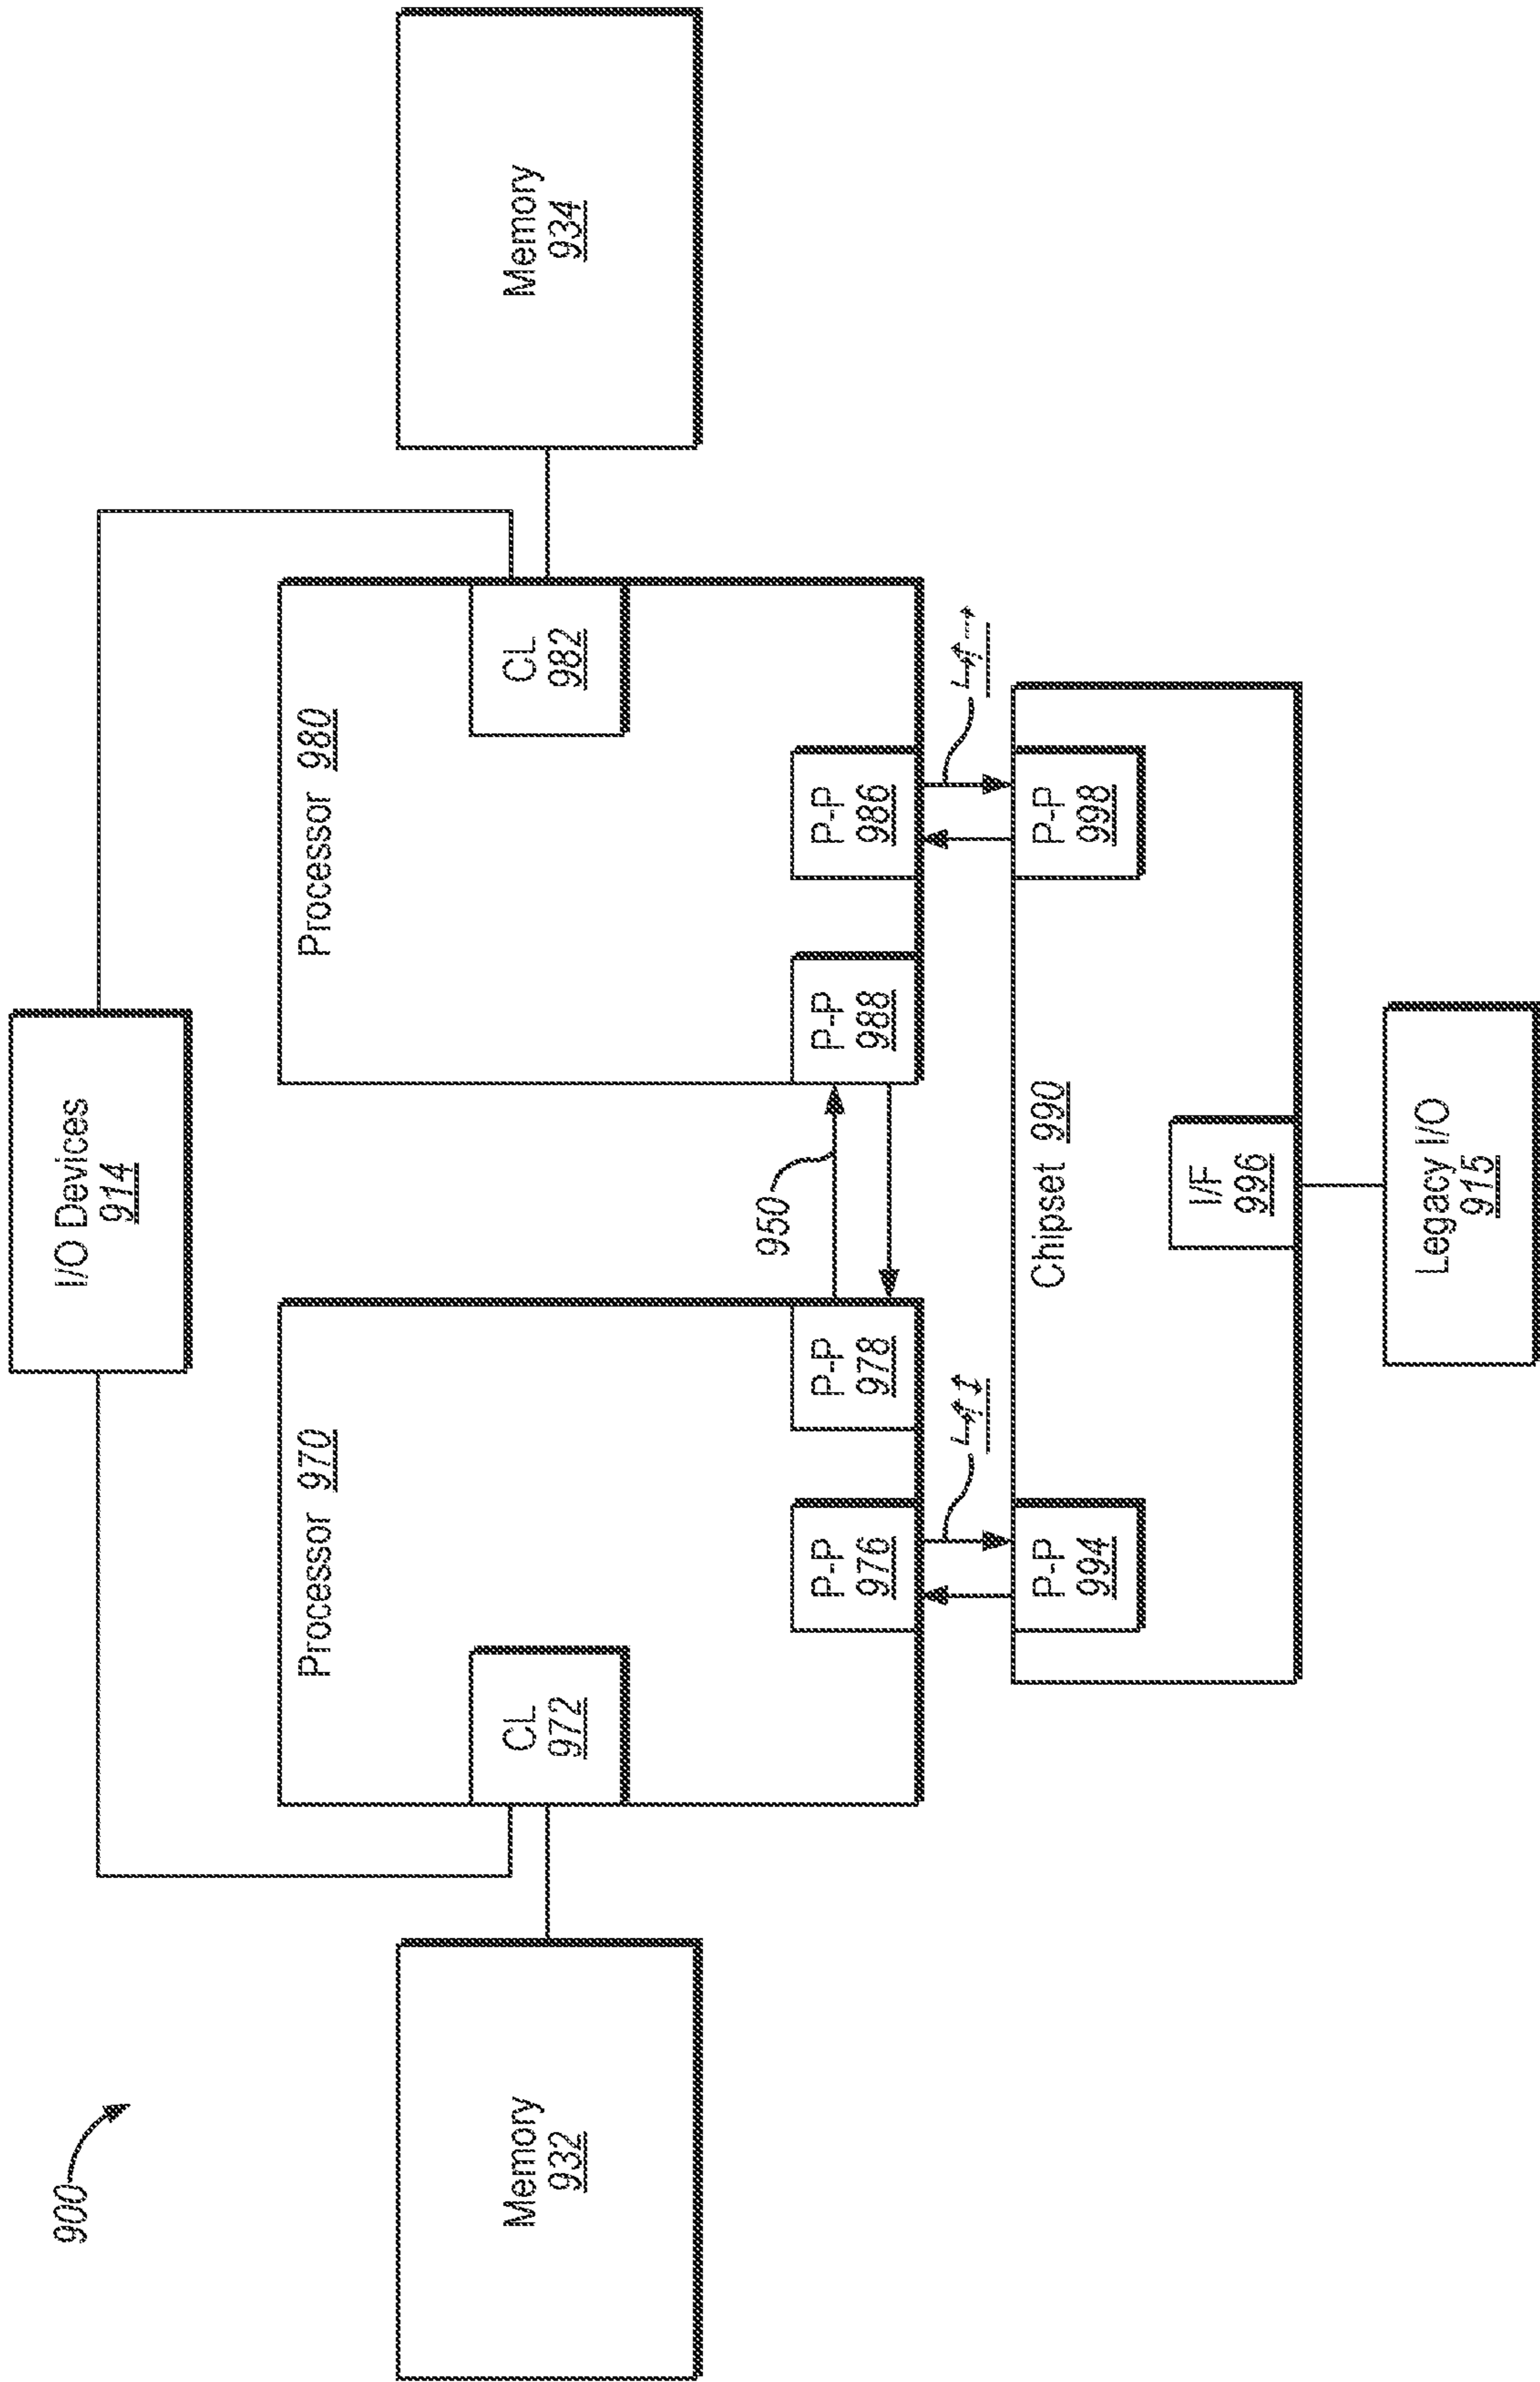 900
I/O Devices
914
Memory
932
CL
972
Processor 970
P-P
976
P-P
978
950
Processor 980
CL
982
P-P
988
P-P
986
Memory
934
P-P
994
Chipset 990
P-P
998
I/F
996
Legacy I/O
915